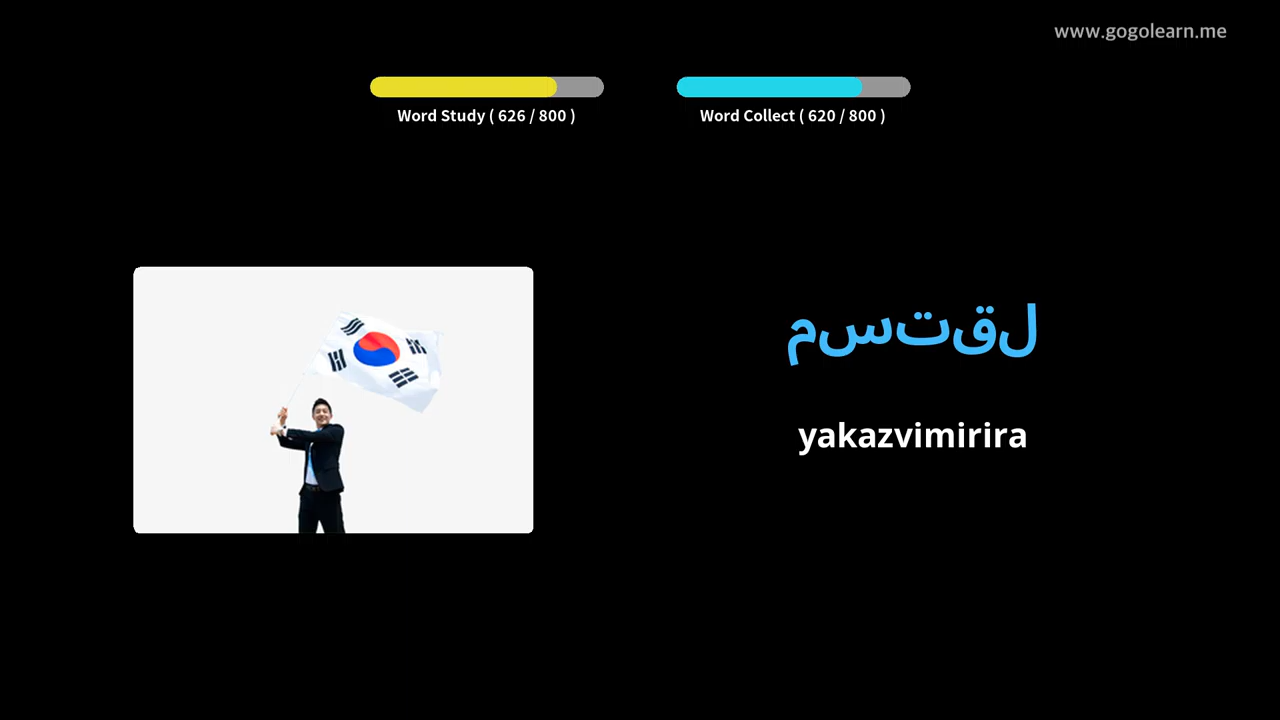 www.gogolearn.me
Word Study ( 626 / 800 )
Word Collect ( 620 / 800 )
مستقل
yakazvimirira